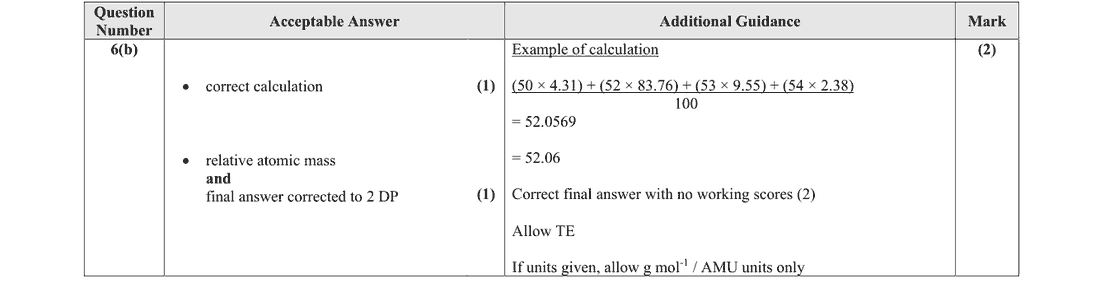 Question Number
Acceptable Answer
Additional Guidance
Mark
6(b)
Example of calculation
(2)
• correct calculation (1)
(50 × 4.31) + (52 × 83.76) + (53 × 9.55) + (54 × 2.38)
100
= 52.0569
• relative atomic mass
= 52.06
and
final answer corrected to 2 DP (1)
Correct final answer with no working scores (2)
Allow TE
If units given, allow g mol⁻¹ / AMU units only